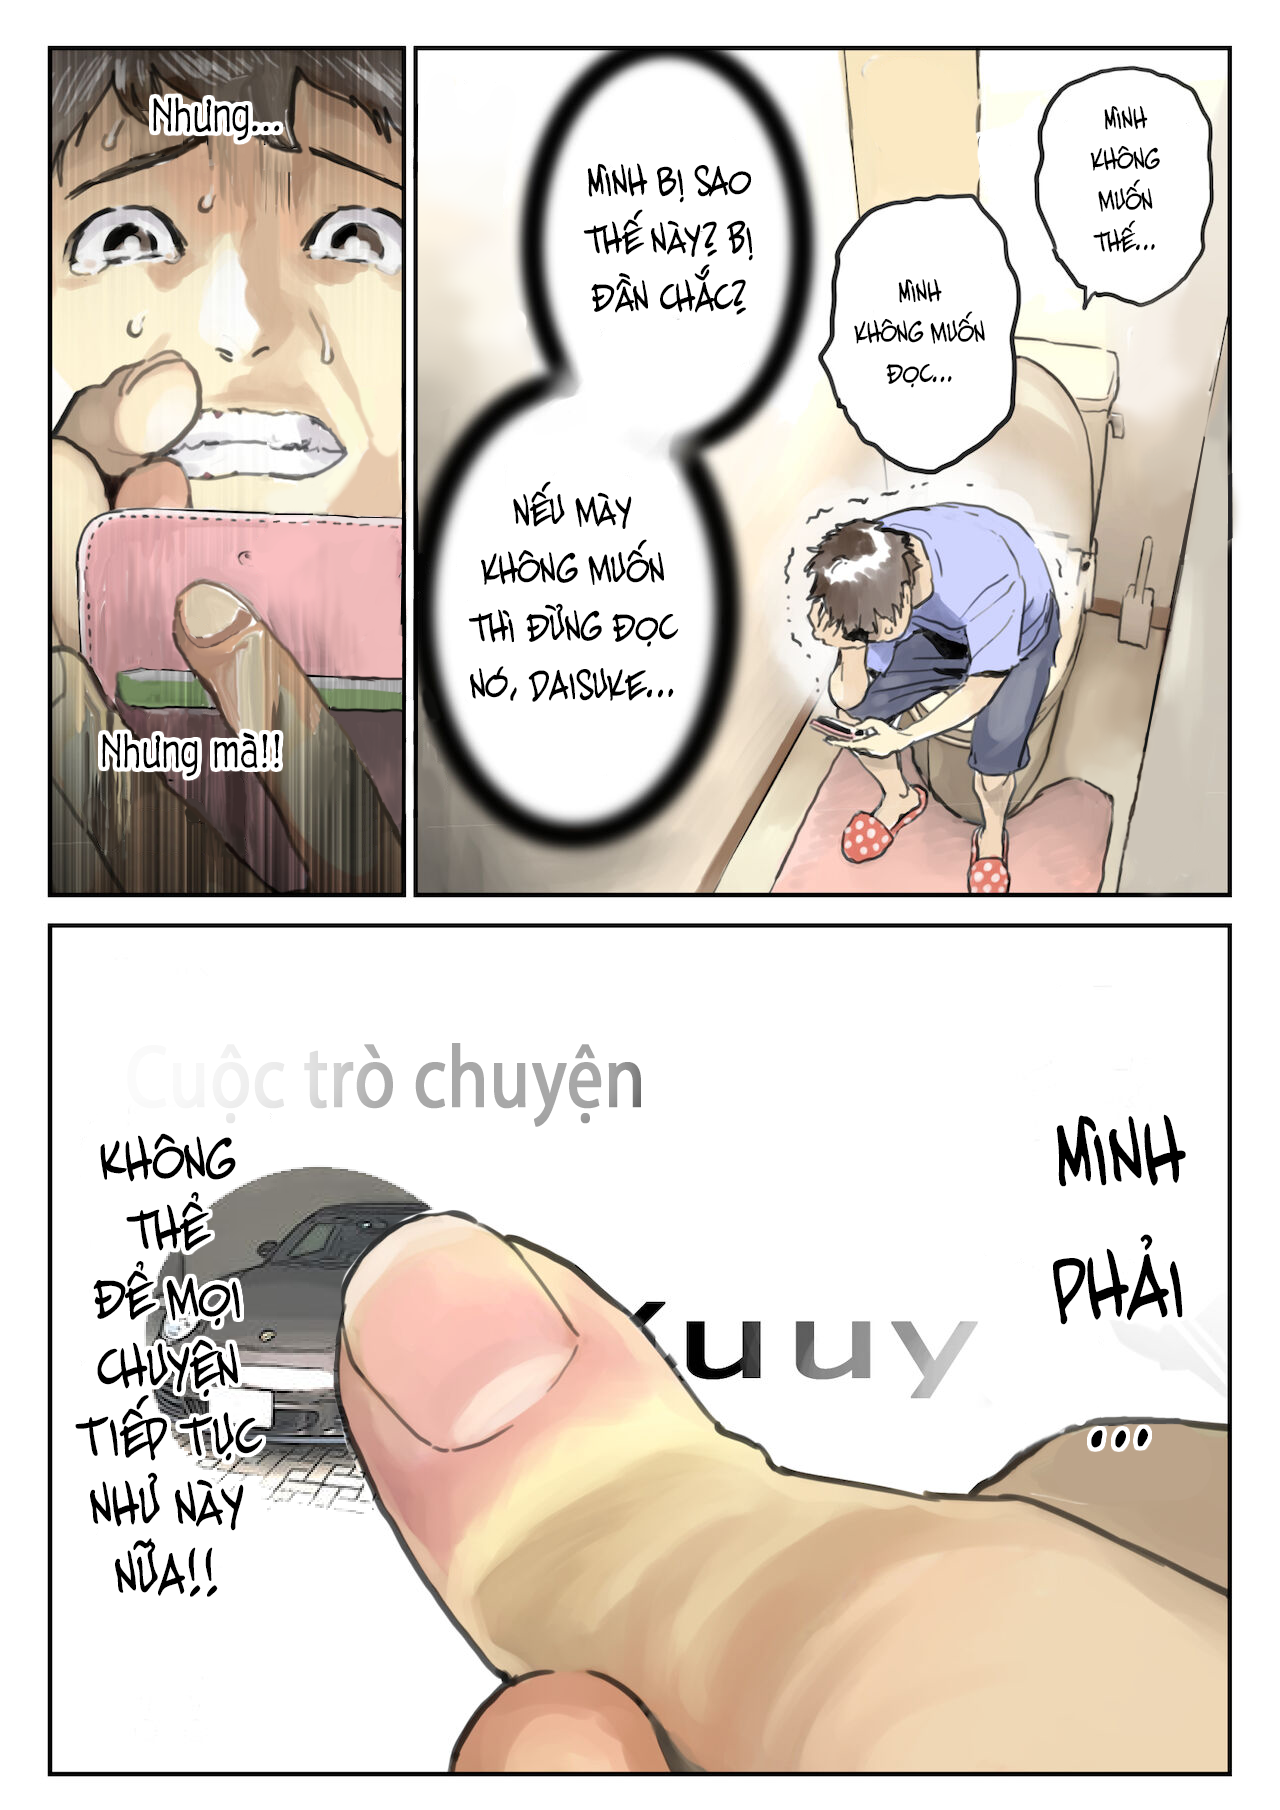 MÌNH
KHÔNG
MUỐN
THẾ...
MÌNH
KHÔNG MUỐN
ĐỌC...
MÌNH BỊ SAO
THẾ NÀY? BỊ
ĐẦN CHẮC?
NẾU MÀY
KHÔNG MUỐN
THÌ ĐỪNG ĐỌC
NÓ, DAISUKE...
Nhưng...
Nhưng mà!!
Cuộc trò chuyện
MÌNH
PHẢI
...
uuy
KHÔNG
THỂ
ĐỂ MỌI
CHUYỆN
TIẾP TỤC
NHƯ NÀY
NỮA!!